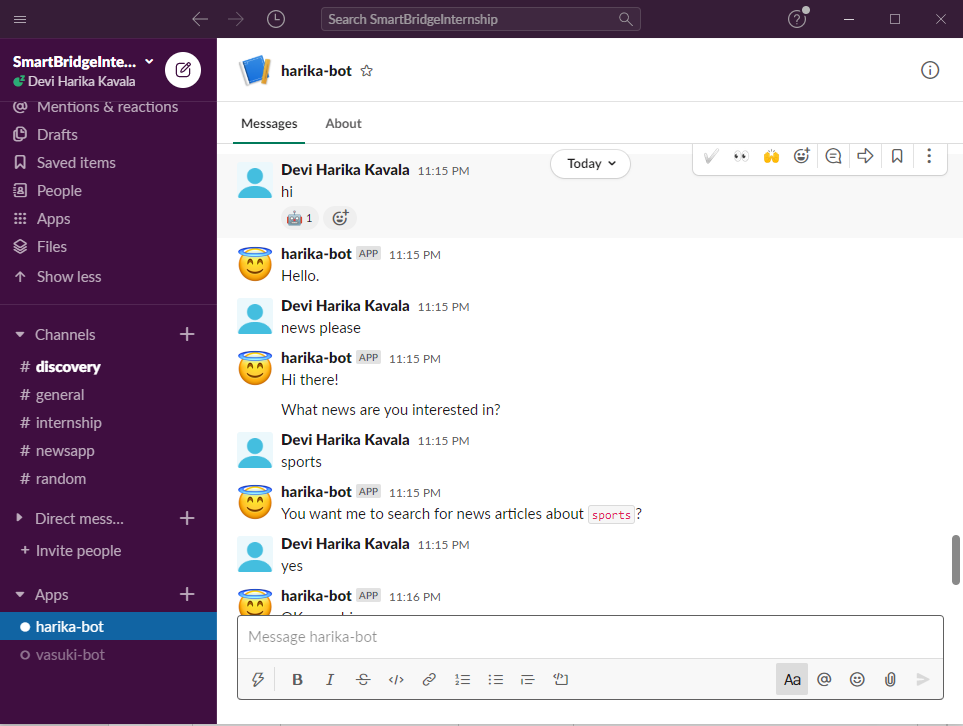 Search SmartBridgeInternship
SmartBridgeInte...
Devi Harika Kavala
Mentions & reactions
Drafts
Saved items
People
Apps
Files
Show less
Channels
# discovery
# general
# internship
# newsapp
# random
Direct mess...
+ Invite people
Apps
harika-bot
vasuki-bot
harika-bot
Messages About
Today
Devi Harika Kavala 11:15 PM
hi
1
harika-bot APP 11:15 PM
Hello.
Devi Harika Kavala 11:15 PM
news please
harika-bot APP 11:15 PM
Hi there!
What news are you interested in?
Devi Harika Kavala 11:15 PM
sports
harika-bot APP 11:15 PM
You want me to search for news articles about sports?
Devi Harika Kavala 11:15 PM
yes
harika-bot APP 11:16 PM
Message harika-bot
B I S </>
Aa @